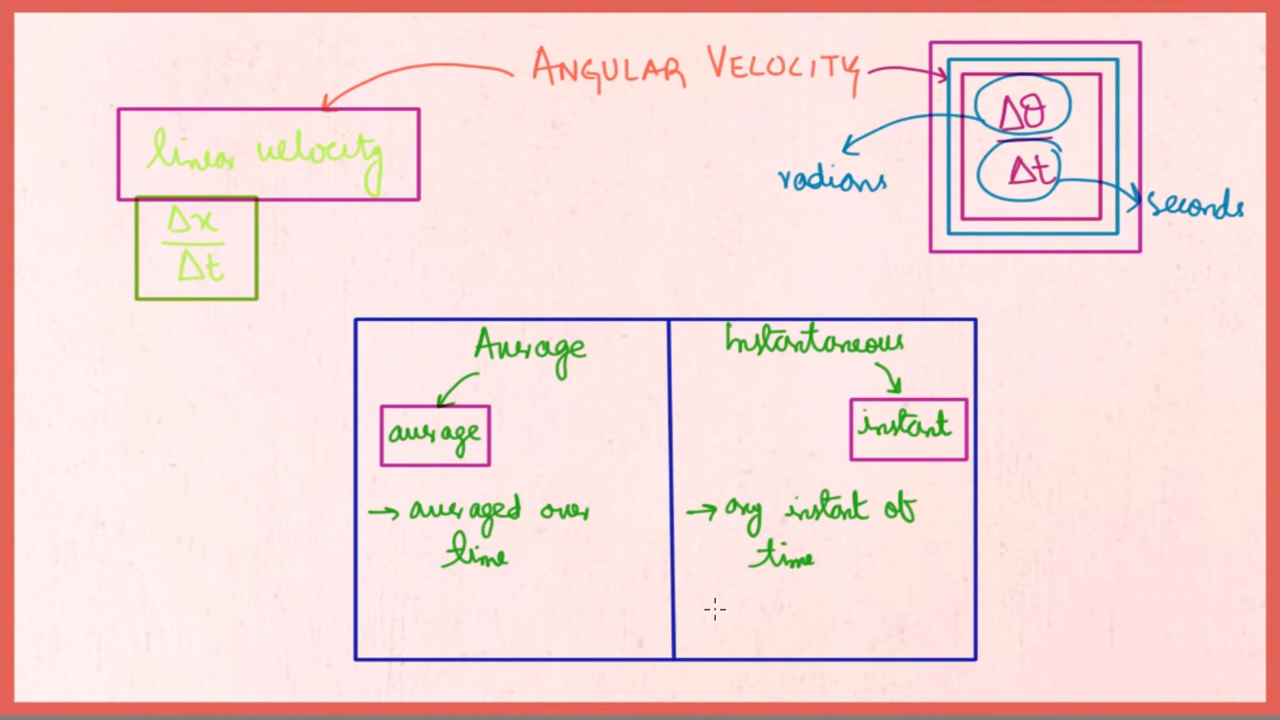 ANGULAR VELOCITY
linear velocity
Δx
Δt
Δθ
Δt
radians
seconds
Average
average
→ averaged over
time
Instantaneous
instant
→ any instant of
time